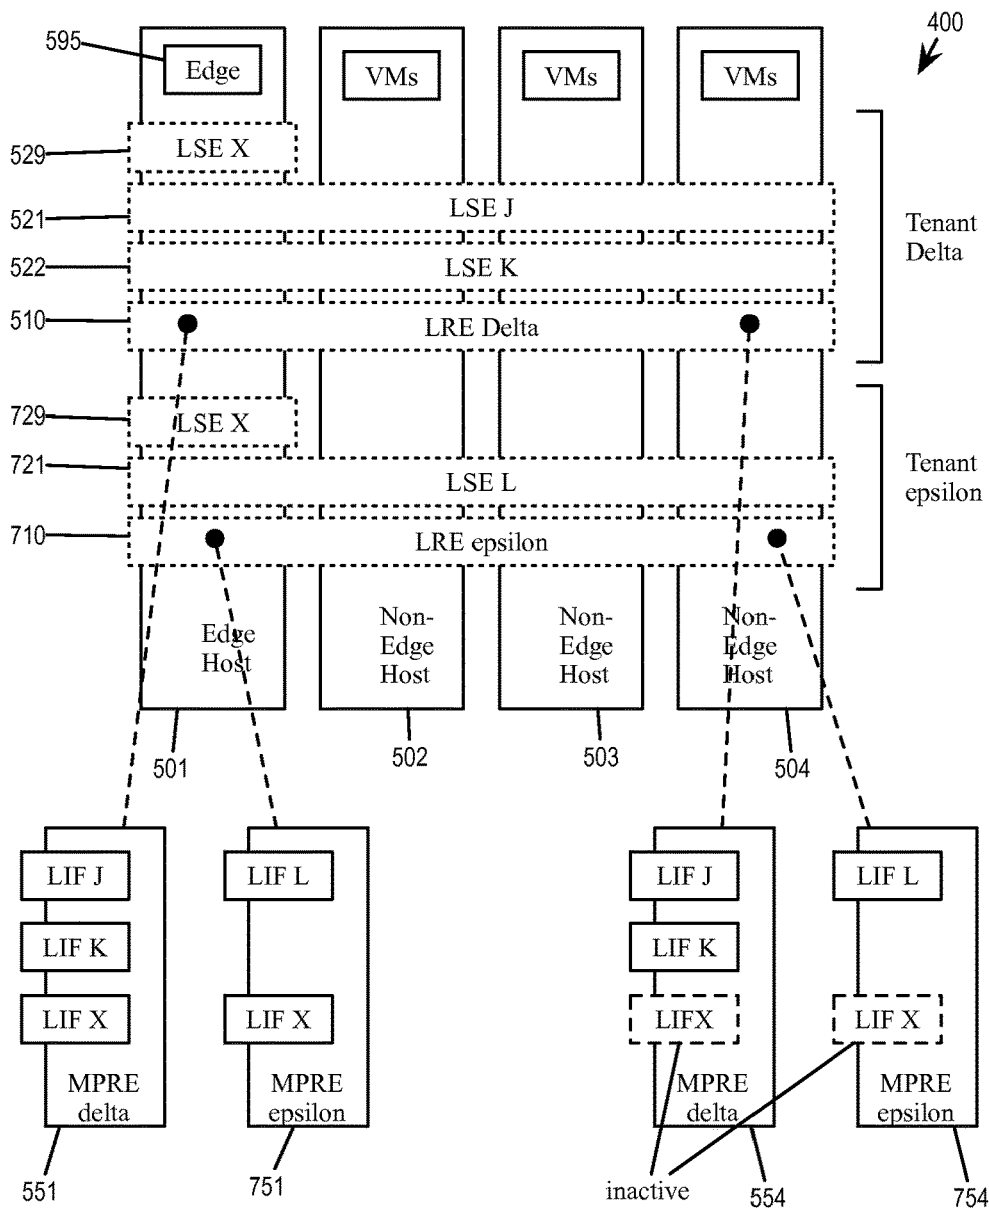 400
595
Edge
VMs
VMs
VMs
529
LSE X
521
LSE J
522
LSE K
510
LRE Delta
Tenant
Delta
729
LSE X
721
LSE L
710
LRE epsilon
Tenant
epsilon
Edge
Host
Non-
Edge
Host
Non-
Edge
Host
Non-
Edge
Host
501
502
503
504
LIF J
LIF K
LIF X
MPRE
delta
551
LIF L
LIF X
MPRE
epsilon
751
LIF J
LIF K
LIFX
MPRE
delta
554
LIF L
LIF X
MPRE
epsilon
754
inactive